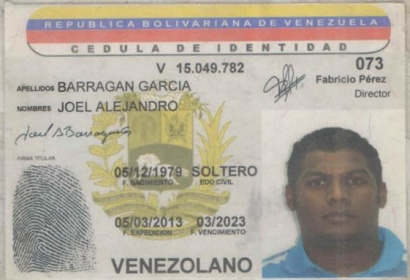 REPUBLICA BOLIVARIANA DE VENEZUELA
CEDULA DE IDENTIDAD
V 15.049.782
073
APELLIDOS BARRAGAN GARCIA
Fabricio Pérez
Director
NOMBRES JOEL ALEJANDRO
Joel A Barragan
FIRMA TITULAR
05/12/1979 SOLTERO
F. NACIMIENTO EDO CIVIL
05/03/2013 03/2023
F. EXPEDICION F. VENCIMIENTO
VENEZOLANO